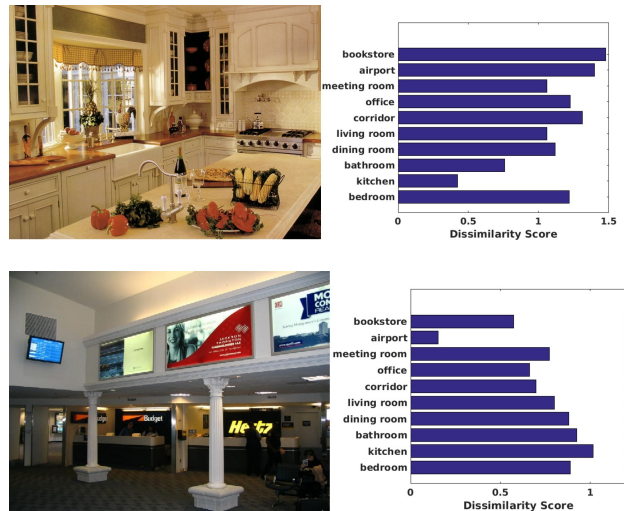 bookstore
airport
meeting room
office
corridor
living room
dining room
bathroom
kitchen
bedroom
0 0.5 1 1.5
Dissimilarity Score
Budget
Hertz
bookstore
airport
meeting room
office
corridor
living room
dining room
bathroom
kitchen
bedroom
0 0.5 1
Dissimilarity Score